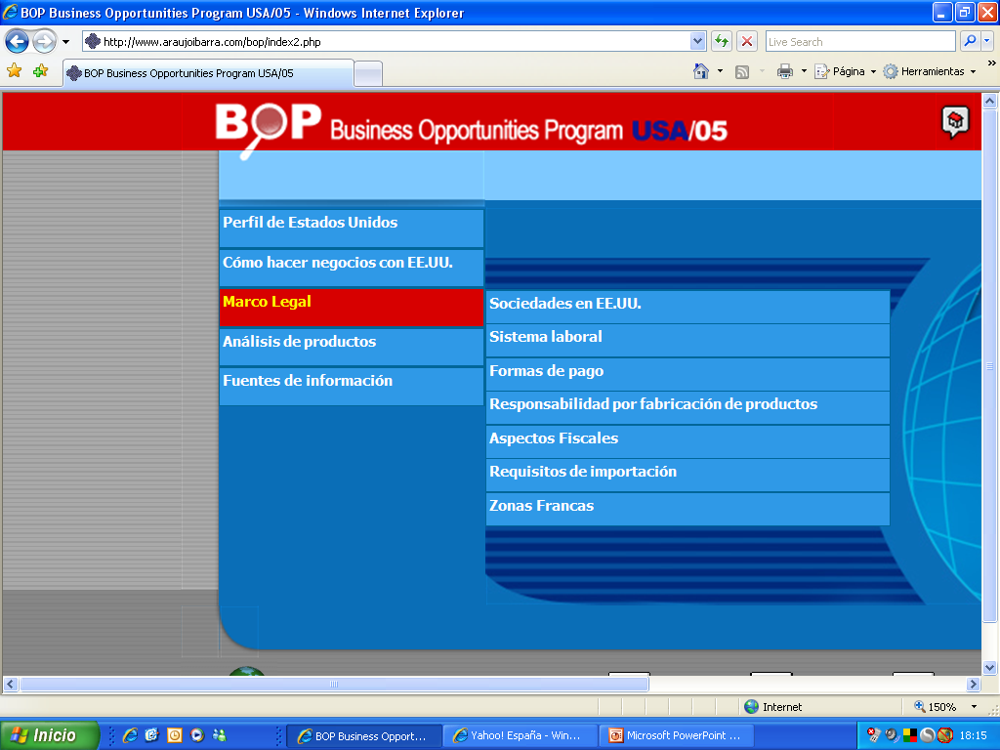 BOP Business Opportunities Program USA/05 - Windows Internet Explorer
http://www.araujoibarra.com/bop/index2.php
Live Search
BOP Business Opportunities Program USA/05
Página
Herramientas
BOP Business Opportunities Program USA/05
Perfil de Estados Unidos
Cómo hacer negocios con EE.UU.
Marco Legal
Análisis de productos
Fuentes de información
Sociedades en EE.UU.
Sistema laboral
Formas de pago
Responsabilidad por fabricación de productos
Aspectos Fiscales
Requisitos de importación
Zonas Francas
Internet
150%
Inicio
BOP Business Opport...
Yahoo! España - Win...
Microsoft PowerPoint ...
18:15